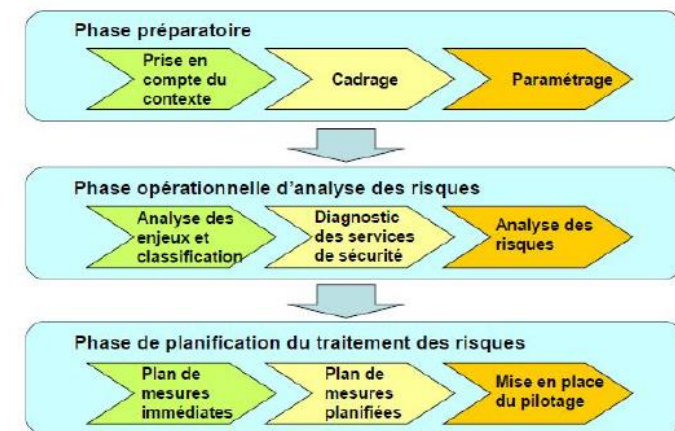 Phase préparatoire
Prise en
compte du
contexte
Cadrage
Paramétrage
Phase opérationnelle d'analyse des risques
Analyse des
enjeux et
classification
Diagnostic
des services
de sécurité
Analyse des
risques
Phase de planification du traitement des risques
Plan de
mesures
immédiates
Plan de
mesures
planifiées
Mise en place
du pilotage